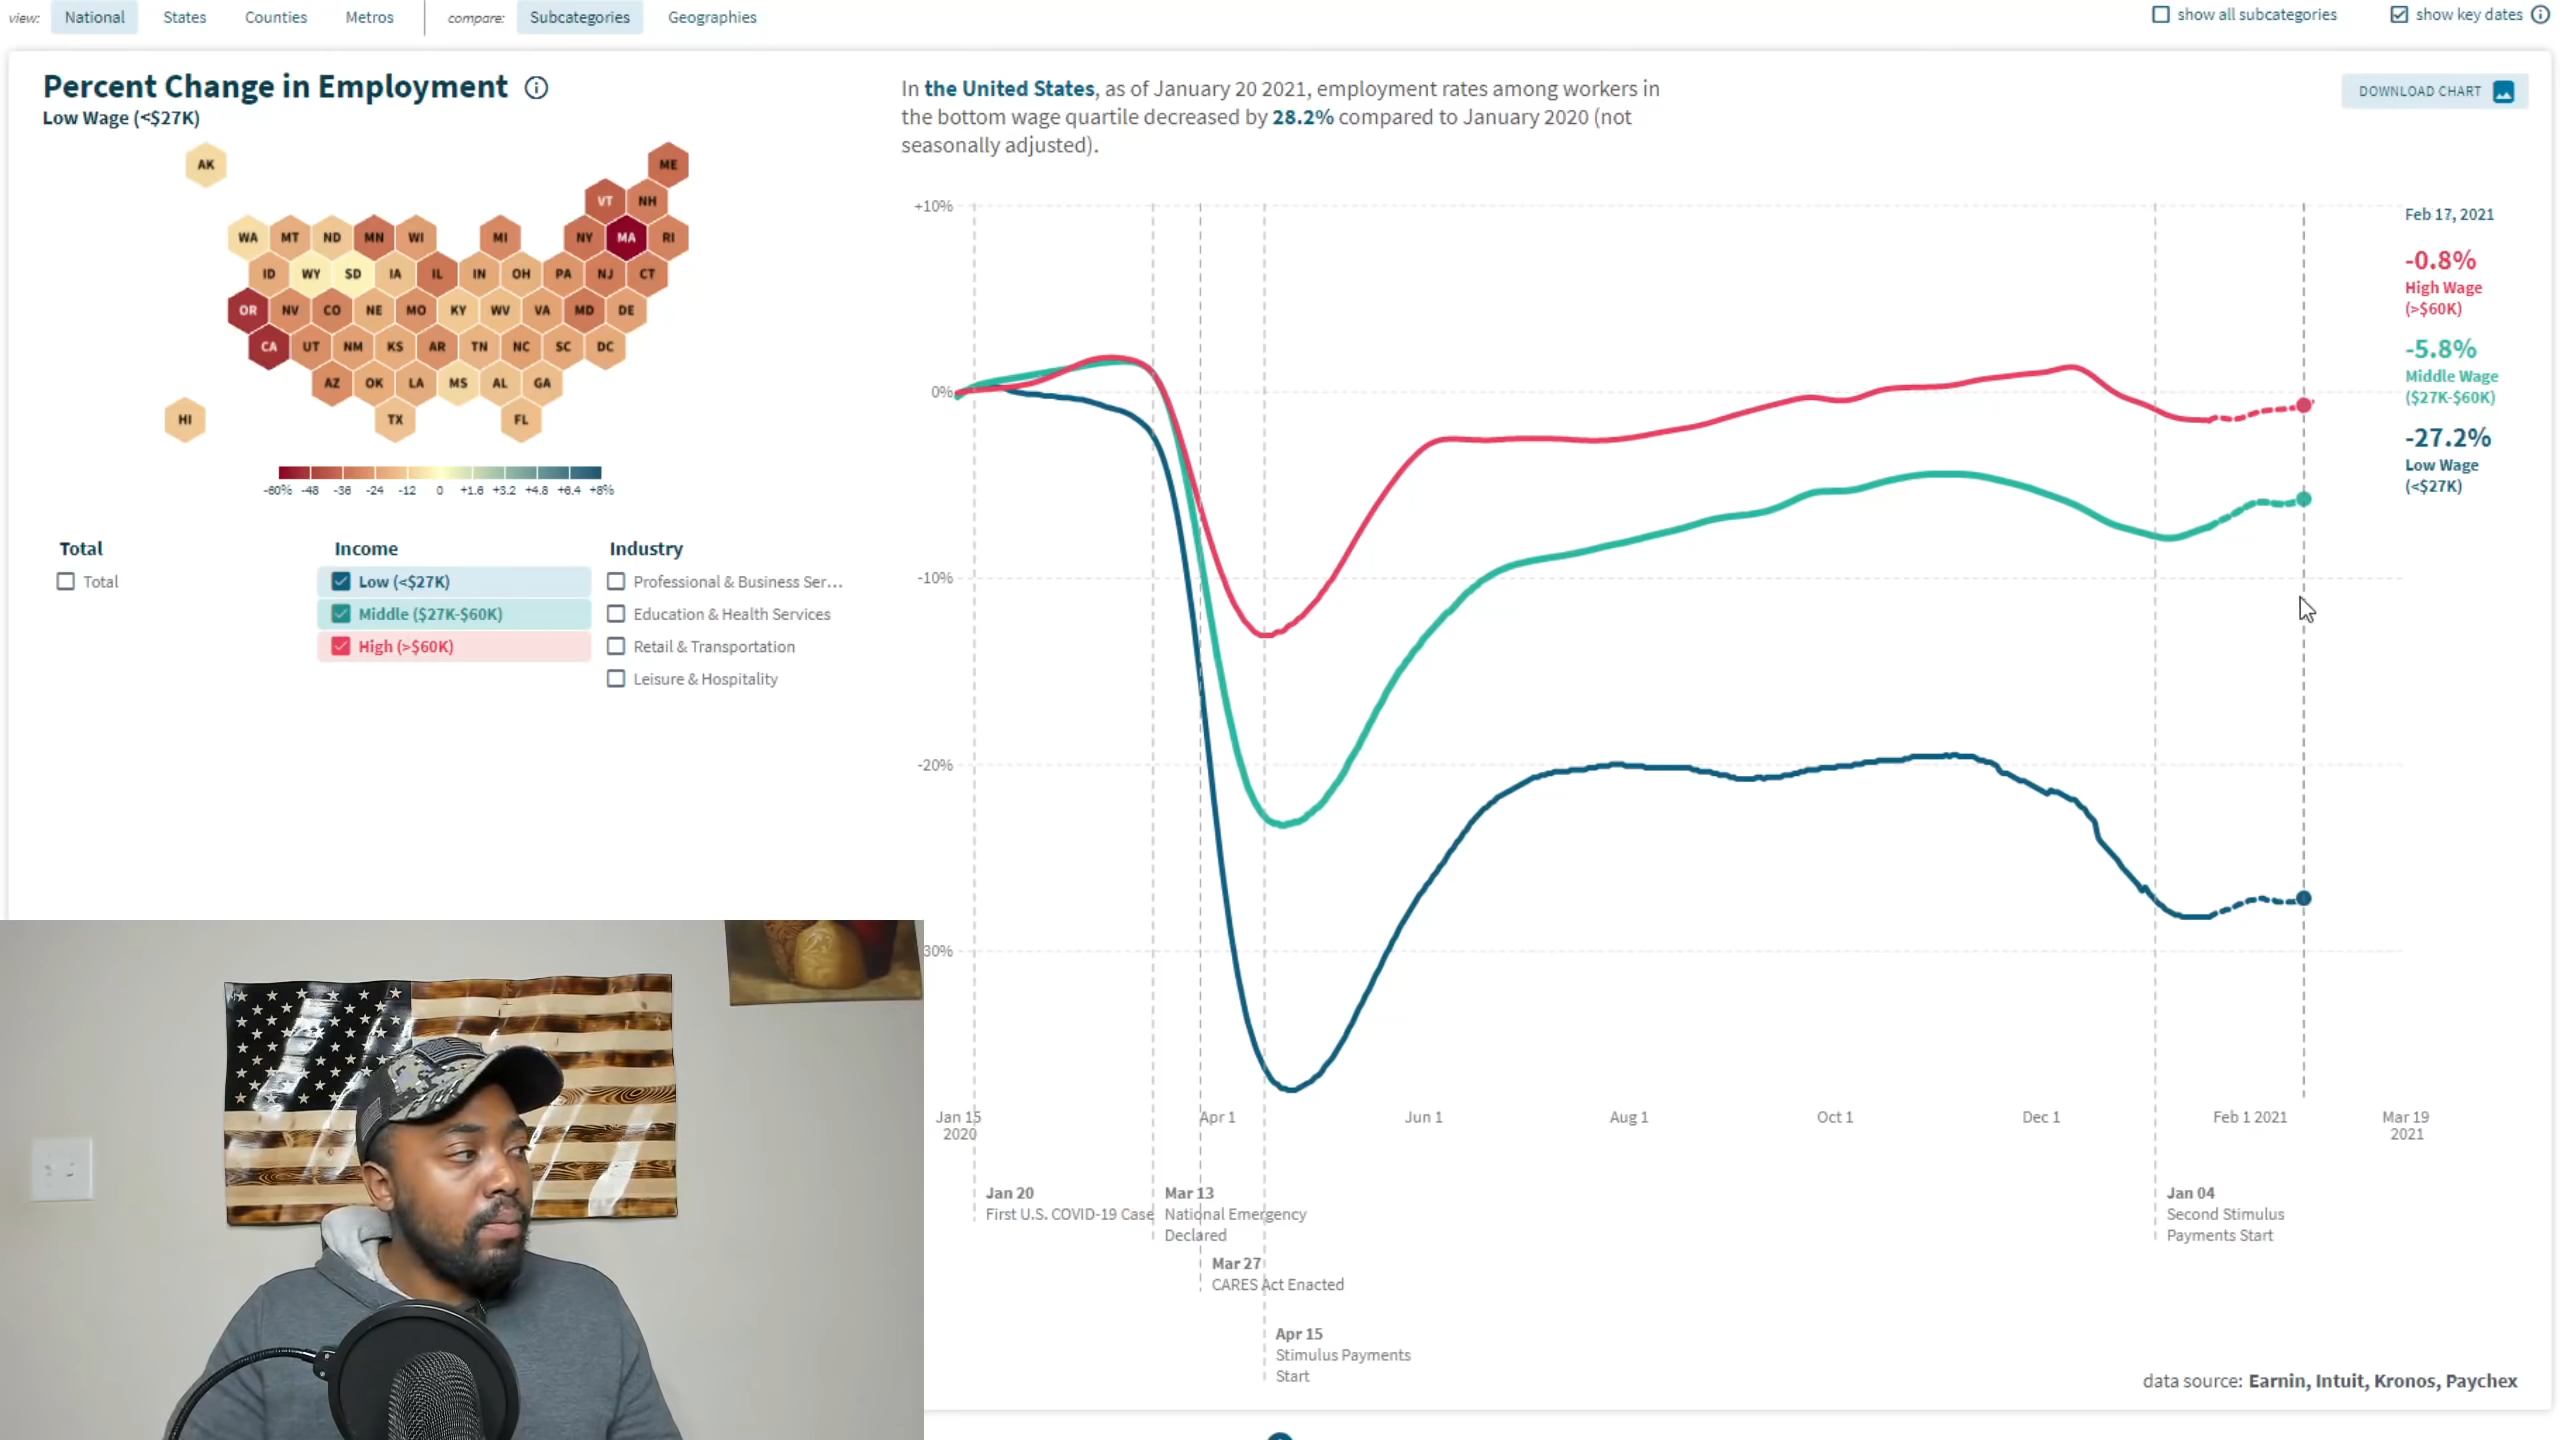 view: National States Counties Metros compare: Subcategories Geographies
show all subcategories show key dates
Percent Change in Employment
Low Wage (<$27K)
In the United States, as of January 20 2021, employment rates among workers in
the bottom wage quartile decreased by 28.2% compared to January 2020 (not
seasonally adjusted).
DOWNLOAD CHART
AK ME
VT NH
WA MT ND MN WI MI NY MA RI
ID WY SD IA IL IN OH PA NJ CT
OR NV CO NE MO KY WV VA MD DE
CA UT NM KS AR TN NC SC DC
AZ OK LA MS AL GA
HI TX FL
-60% -48 -36 -24 -12 0 +1.6 +3.2 +4.8 +6.4 +8%
Total
Total
Income
Low (<$27K)
Middle ($27K-$60K)
High (>$60K)
Industry
Professional & Business Ser...
Education & Health Services
Retail & Transportation
Leisure & Hospitality
+10%
0%
-10%
-20%
30%
Feb 17, 2021
-0.8%
High Wage
(>$60K)
-5.8%
Middle Wage
($27K-$60K)
-27.2%
Low Wage
(<$27K)
Jan 15 Apr 1 Jun 1 Aug 1 Oct 1 Dec 1 Feb 1 2021 Mar 19
2020 2021
Jan 20
First U.S. COVID-19 Case
Mar 13
National Emergency
Declared
Mar 27
CARES Act Enacted
Apr 15
Stimulus Payments
Start
Jan 04
Second Stimulus
Payments Start
data source: Earnin, Intuit, Kronos, Paychex